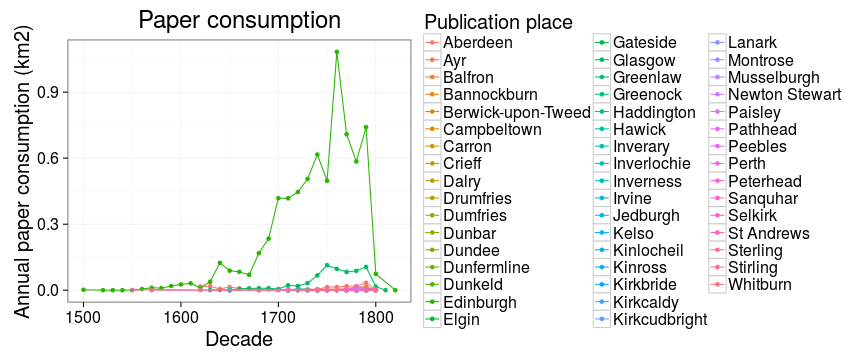 Paper consumption
Annual paper consumption (km2)
0.9
0.6
0.3
0.0
1500
1600
1700
1800
Decade
Publication place
Aberdeen
Ayr
Balfron
Bannockburn
Berwick-upon-Tweed
Campbeltown
Carron
Crieff
Dalry
Drumfries
Dumfries
Dunbar
Dundee
Dunfermline
Dunkeld
Edinburgh
Elgin
Gateside
Glasgow
Greenlaw
Greenock
Haddington
Hawick
Inverary
Inverlochie
Inverness
Irvine
Jedburgh
Kelso
Kinlocheil
Kinross
Kirkbride
Kirkcaldy
Kirkcudbright
Lanark
Montrose
Musselburgh
Newton Stewart
Paisley
Pathhead
Peebles
Perth
Peterhead
Sanquhar
Selkirk
St Andrews
Sterling
Stirling
Whitburn